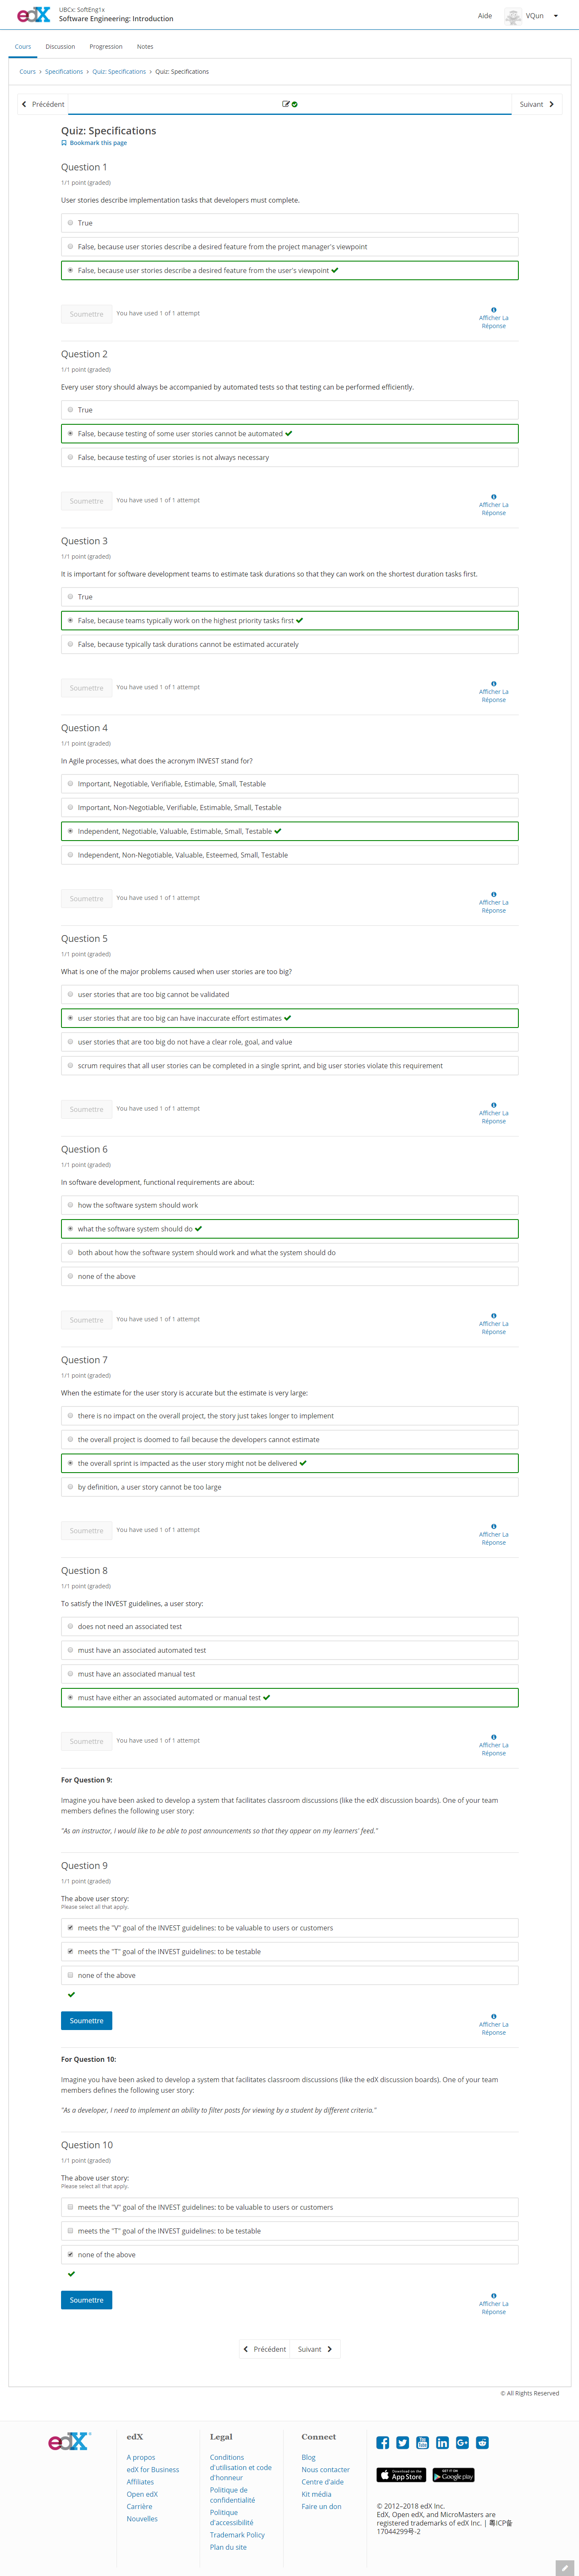 edX
UBCx: SoftEng1x
Software Engineering: Introduction
Aide
VQun
Cours
Discussion
Progression
Notes
Cours › Specifications › Quiz: Specifications › Quiz: Specifications
Précédent
Suivant
Quiz: Specifications
Bookmark this page
Question 1
1/1 point (graded)
User stories describe implementation tasks that developers must complete.
True
False, because user stories describe a desired feature from the project manager's viewpoint
False, because user stories describe a desired feature from the user's viewpoint
Soumettre
You have used 1 of 1 attempt
Afficher La
Réponse
Question 2
1/1 point (graded)
Every user story should always be accompanied by automated tests so that testing can be performed efficiently.
True
False, because testing of some user stories cannot be automated
False, because testing of user stories is not always necessary
Soumettre
You have used 1 of 1 attempt
Afficher La
Réponse
Question 3
1/1 point (graded)
It is important for software development teams to estimate task durations so that they can work on the shortest duration tasks first.
True
False, because teams typically work on the highest priority tasks first
False, because typically task durations cannot be estimated accurately
Soumettre
You have used 1 of 1 attempt
Afficher La
Réponse
Question 4
1/1 point (graded)
In Agile processes, what does the acronym INVEST stand for?
Important, Negotiable, Verifiable, Estimable, Small, Testable
Important, Non-Negotiable, Verifiable, Estimable, Small, Testable
Independent, Negotiable, Valuable, Estimable, Small, Testable
Independent, Non-Negotiable, Valuable, Esteemed, Small, Testable
Soumettre
You have used 1 of 1 attempt
Afficher La
Réponse
Question 5
1/1 point (graded)
What is one of the major problems caused when user stories are too big?
user stories that are too big cannot be validated
user stories that are too big can have inaccurate effort estimates
user stories that are too big do not have a clear role, goal, and value
scrum requires that all user stories can be completed in a single sprint, and big user stories violate this requirement
Soumettre
You have used 1 of 1 attempt
Afficher La
Réponse
Question 6
1/1 point (graded)
In software development, functional requirements are about:
how the software system should work
what the software system should do
both about how the software system should work and what the system should do
none of the above
Soumettre
You have used 1 of 1 attempt
Afficher La
Réponse
Question 7
1/1 point (graded)
When the estimate for the user story is accurate but the estimate is very large:
there is no impact on the overall project, the story just takes longer to implement
the overall project is doomed to fail because the developers cannot estimate
the overall sprint is impacted as the user story might not be delivered
by definition, a user story cannot be too large
Soumettre
You have used 1 of 1 attempt
Afficher La
Réponse
Question 8
1/1 point (graded)
To satisfy the INVEST guidelines, a user story:
does not need an associated test
must have an associated automated test
must have an associated manual test
must have either an associated automated or manual test
Soumettre
You have used 1 of 1 attempt
Afficher La
Réponse
For Question 9:
Imagine you have been asked to develop a system that facilitates classroom discussions (like the edX discussion boards). One of your team
members defines the following user story:
"As an instructor, I would like to be able to post announcements so that they appear on my learners' feed."
Question 9
1/1 point (graded)
The above user story:
Please select all that apply.
meets the "V" goal of the INVEST guidelines: to be valuable to users or customers
meets the "T" goal of the INVEST guidelines: to be testable
none of the above
Soumettre
Afficher La
Réponse
For Question 10:
Imagine you have been asked to develop a system that facilitates classroom discussions (like the edX discussion boards). One of your team
members defines the following user story:
"As a developer, I need to implement an ability to filter posts for viewing by a student by different criteria."
Question 10
1/1 point (graded)
The above user story:
Please select all that apply.
meets the "V" goal of the INVEST guidelines: to be valuable to users or customers
meets the "T" goal of the INVEST guidelines: to be testable
none of the above
Soumettre
Afficher La
Réponse
Précédent
Suivant
© All Rights Reserved
edX
edX
A propos
edX for Business
Affiliates
Open edX
Carrière
Nouvelles
Legal
Conditions
d'utilisation et code
d'honneur
Politique de
confidentialité
Politique
d'accessibilité
Trademark Policy
Plan du site
Connect
Blog
Nous contacter
Centre d'aide
Kit média
Faire un don
You
Tube
Download on the
App Store
GET IT ON
Google play
© 2012–2018 edX Inc.
EdX, Open edX, and MicroMasters are
registered trademarks of edX Inc. | 粤ICP备
17044299号-2